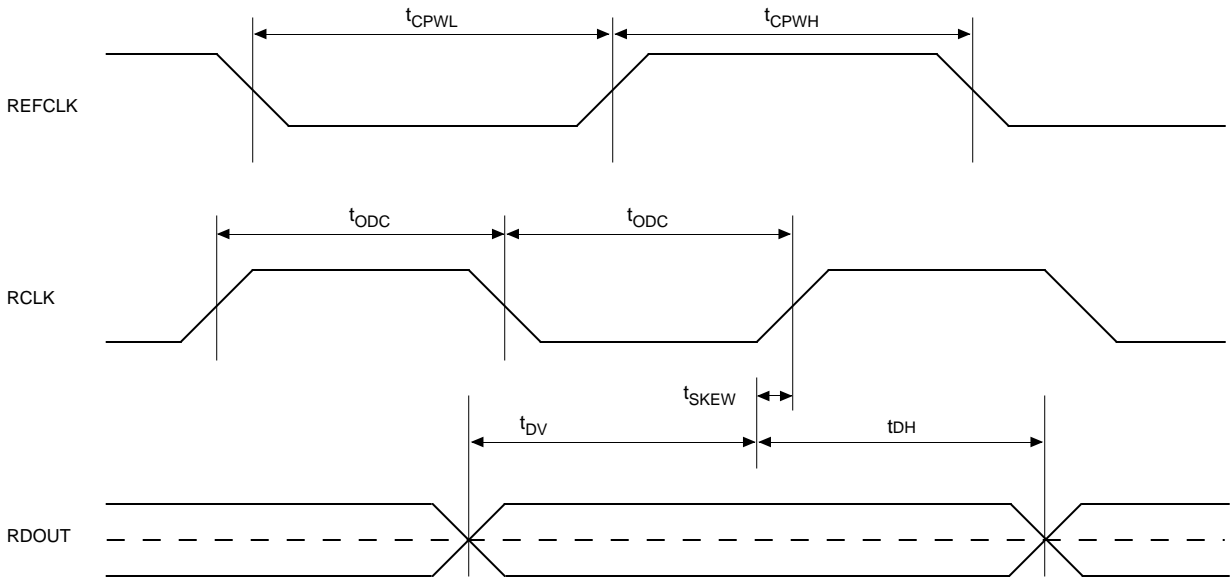 tCPWL
tCPWH
REFCLK
tODC
tODC
RCLK
tSKEW
tDV
tDH
RDOUT